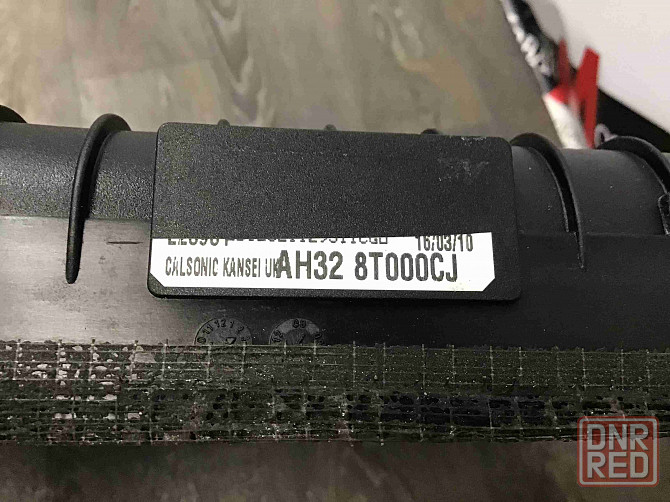 16/03/10
CALSONIC KANSEI UK AH32 8T000CJ
DNR
RED